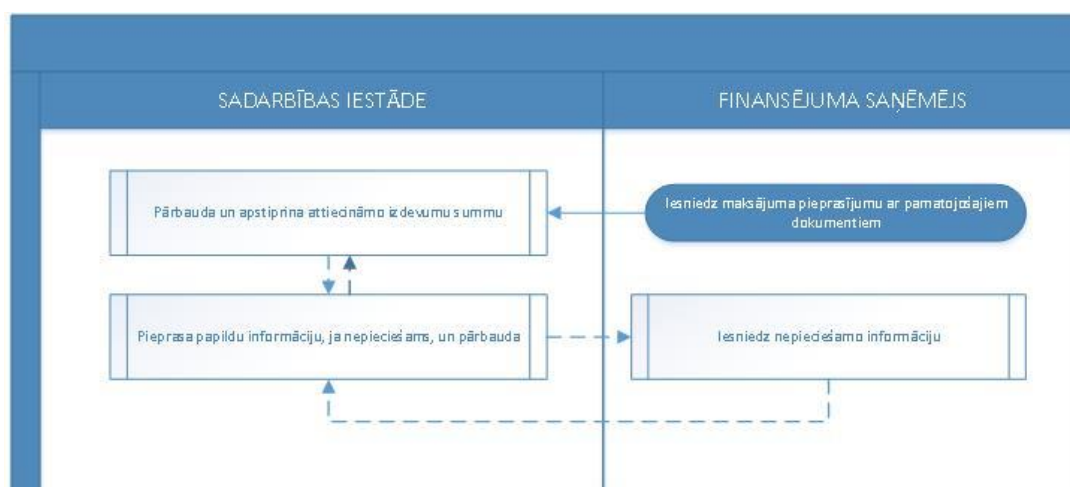 SADARBĪBAS IESTĀDE
FINANSĒJUMA SAŅĒMĒJS
Pārbauda un apstiprina attiecināmo izdevumu summu
Iesniedz maksājuma pieprasījumu ar pamatojošajiem
dokumentiem
Pieprasa papildu informāciju, ja nepieciešams, un pārbauda
Iesniedz nepieciešamo informāciju